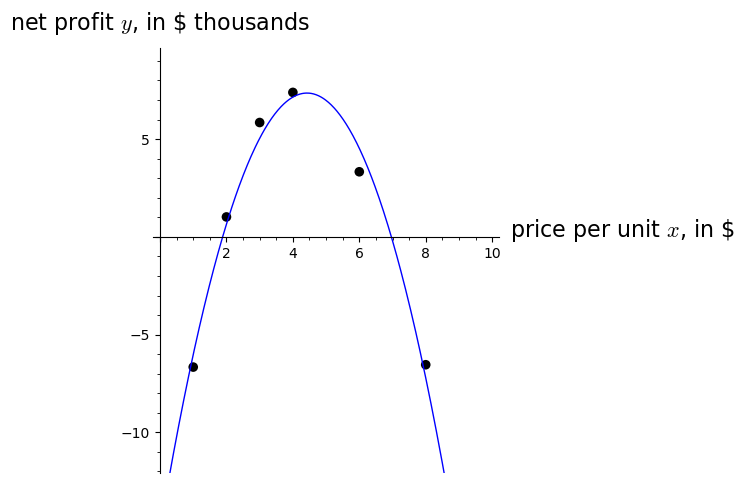 net profit y, in $ thousands
5
price per unit x, in $
2 4 6 8 10
−5
−10